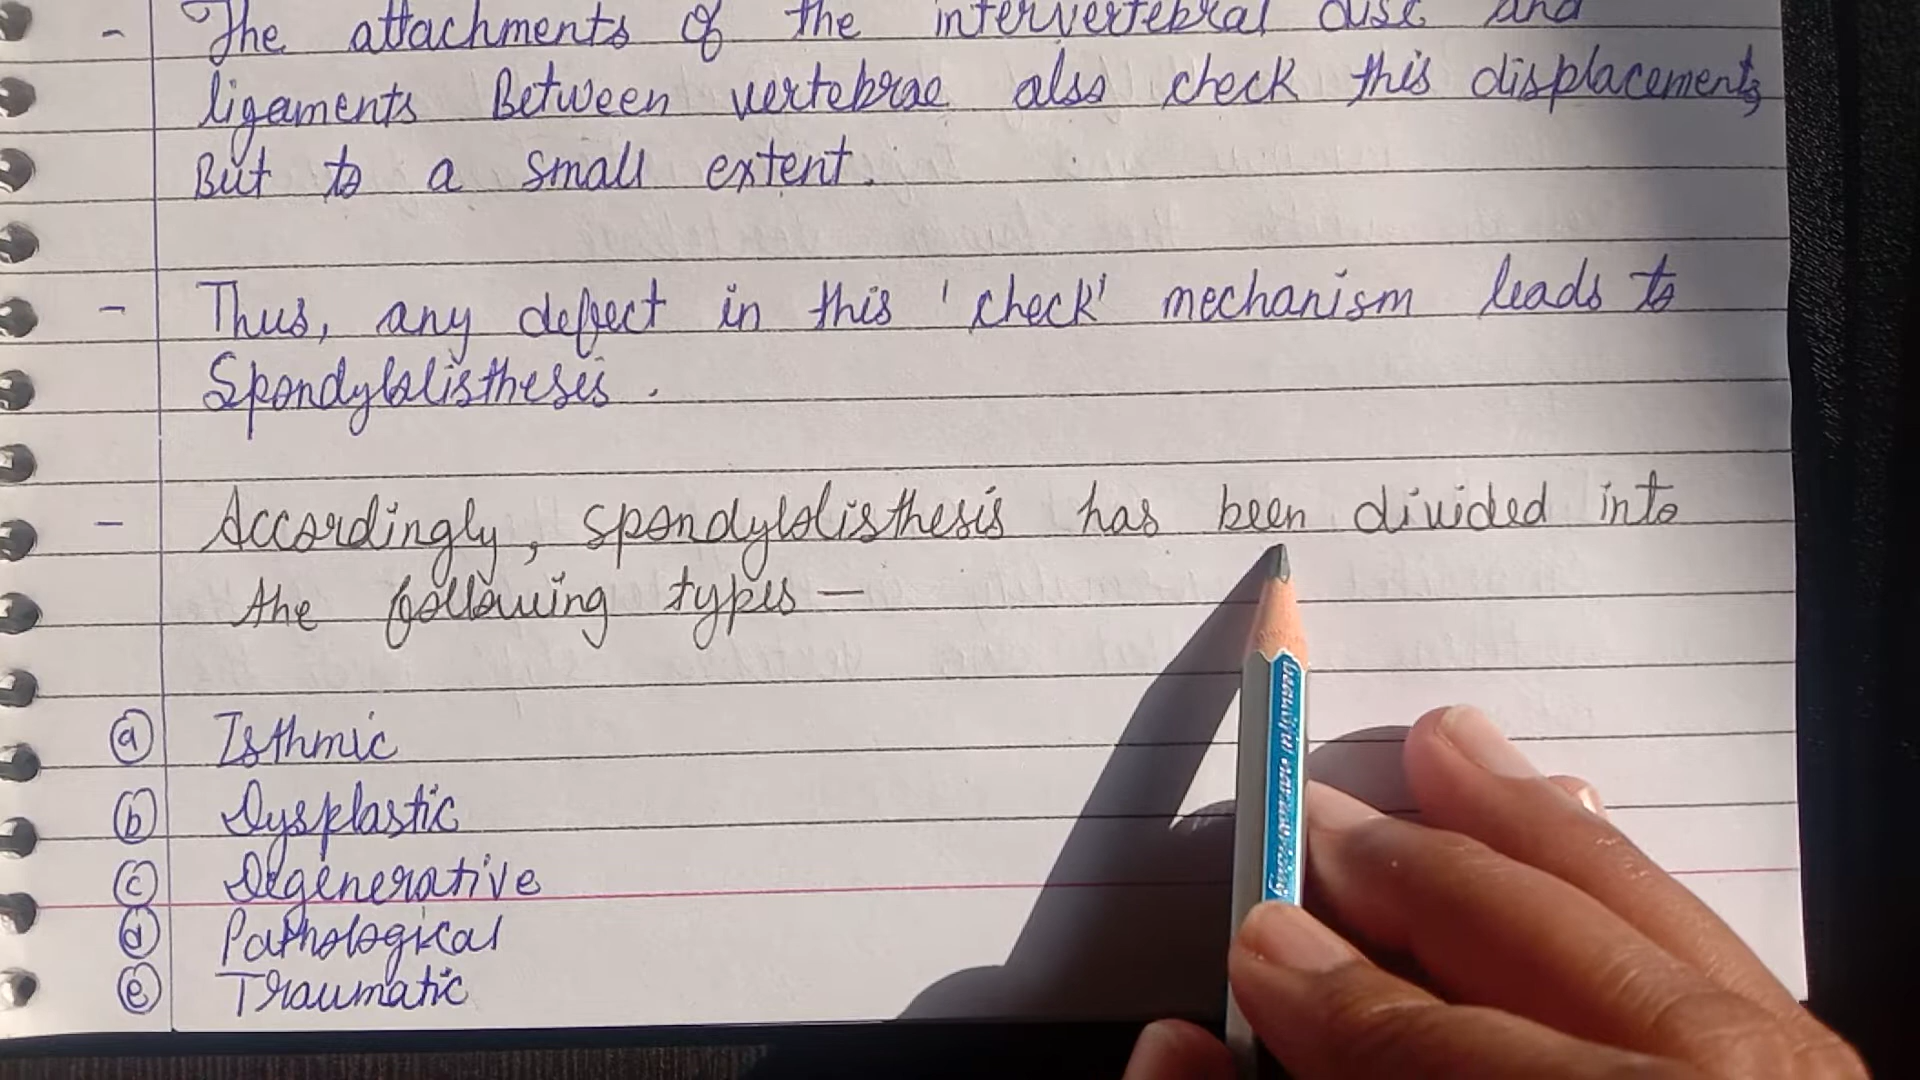 - The attachments of the intervertebral disc and
ligaments Between vertebrae also check this displacements
But to a small extent.
- Thus, any defect in this 'check' mechanism leads to
Spondylolistheses.
- Accordingly, spondylolisthesis has been divided into
the following types —
(a) Isthmic
(b) Dysplastic
(c) Degenerative
(d) Pathological
(e) Traumatic